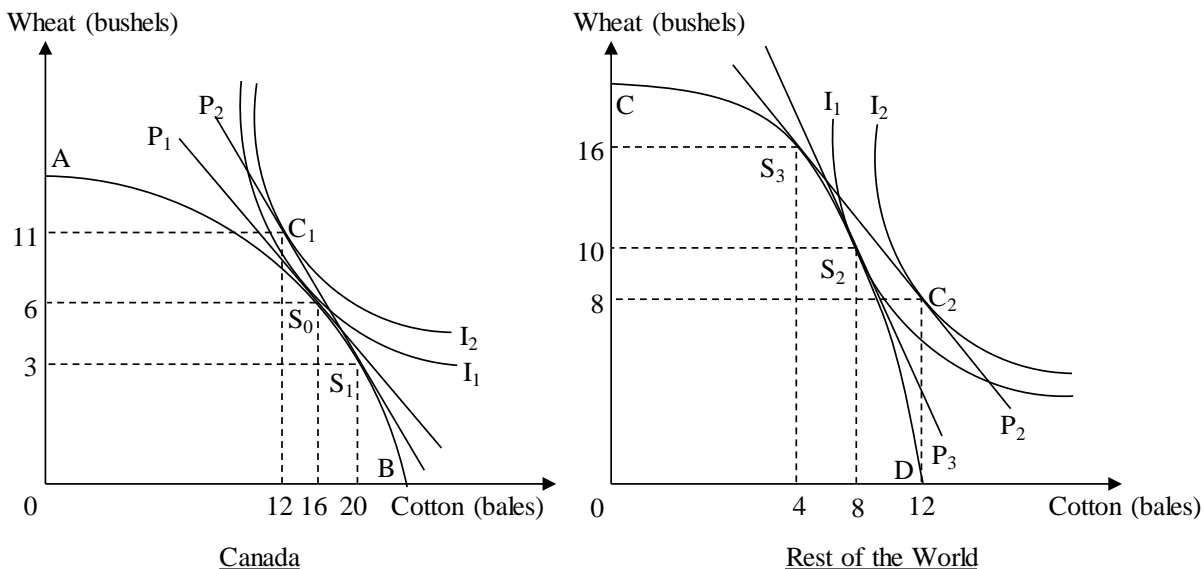 Wheat (bushels)
P₂
P₁
A
11
C₁
6
S₀
I₂
3
I₁
S₁
B
0
12 16 20 Cotton (bales)
Canada
Wheat (bushels)
C
I₁ I₂
16
S₃
10
S₂
8
C₂
P₂
D P₃
0
4 8 12 Cotton (bales)
Rest of the World